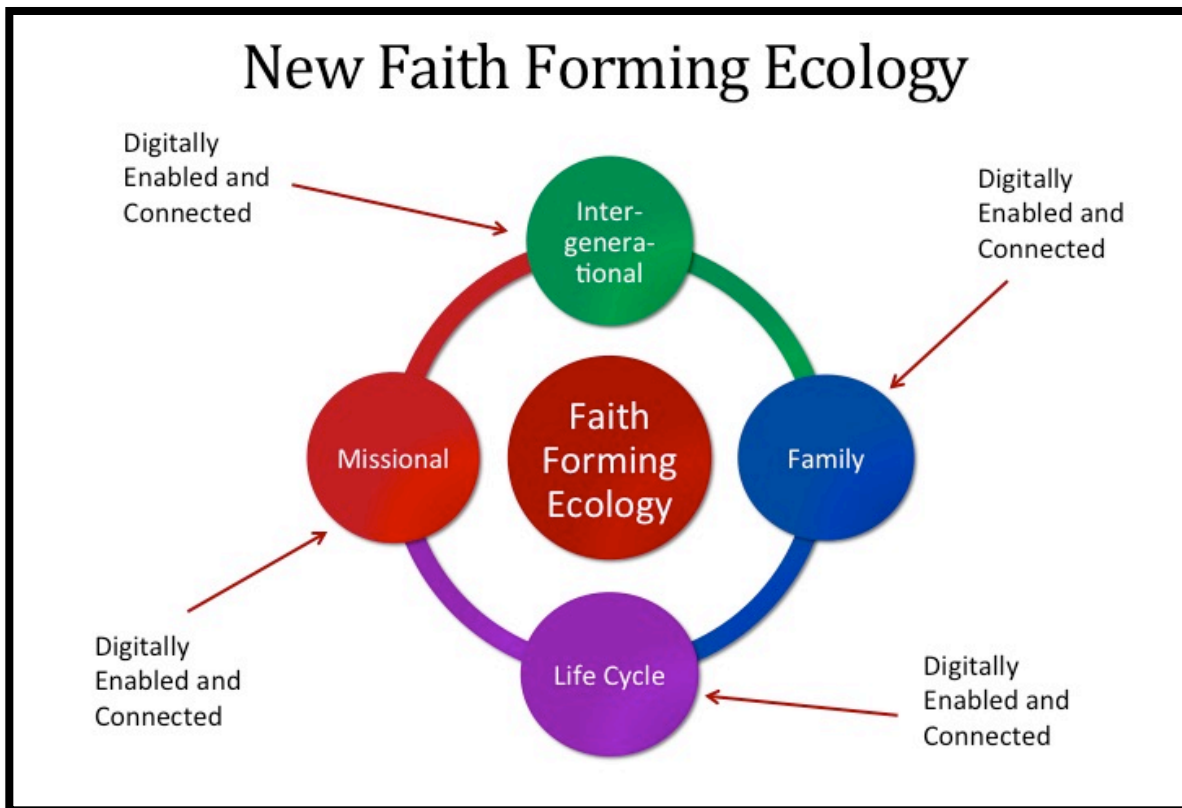 New Faith Forming Ecology
Digitally
Enabled and
Connected
Digitally
Enabled and
Connected
Inter-
genera-
tional
Missional
Faith
Forming
Ecology
Family
Digitally
Enabled and
Connected
Life Cycle
Digitally
Enabled and
Connected